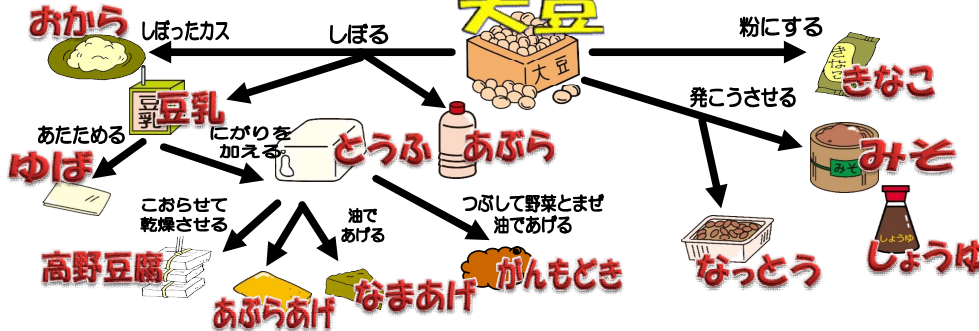 大豆
おから
しぼったカス
しぼる
粉にする
きなこ
きなこ
大豆
豆乳
豆乳
発こうさせる
あたためる
にがりを
加える
とうふ
あぶら
みそ
みそ
ゆば
こおらせて
乾燥させる
油で
あげる
つぶして野菜とまぜ
油であげる
しょうゆ
しょうゆ
高野豆腐
あぶらあげ
なまあげ
がんもどき
なっとう